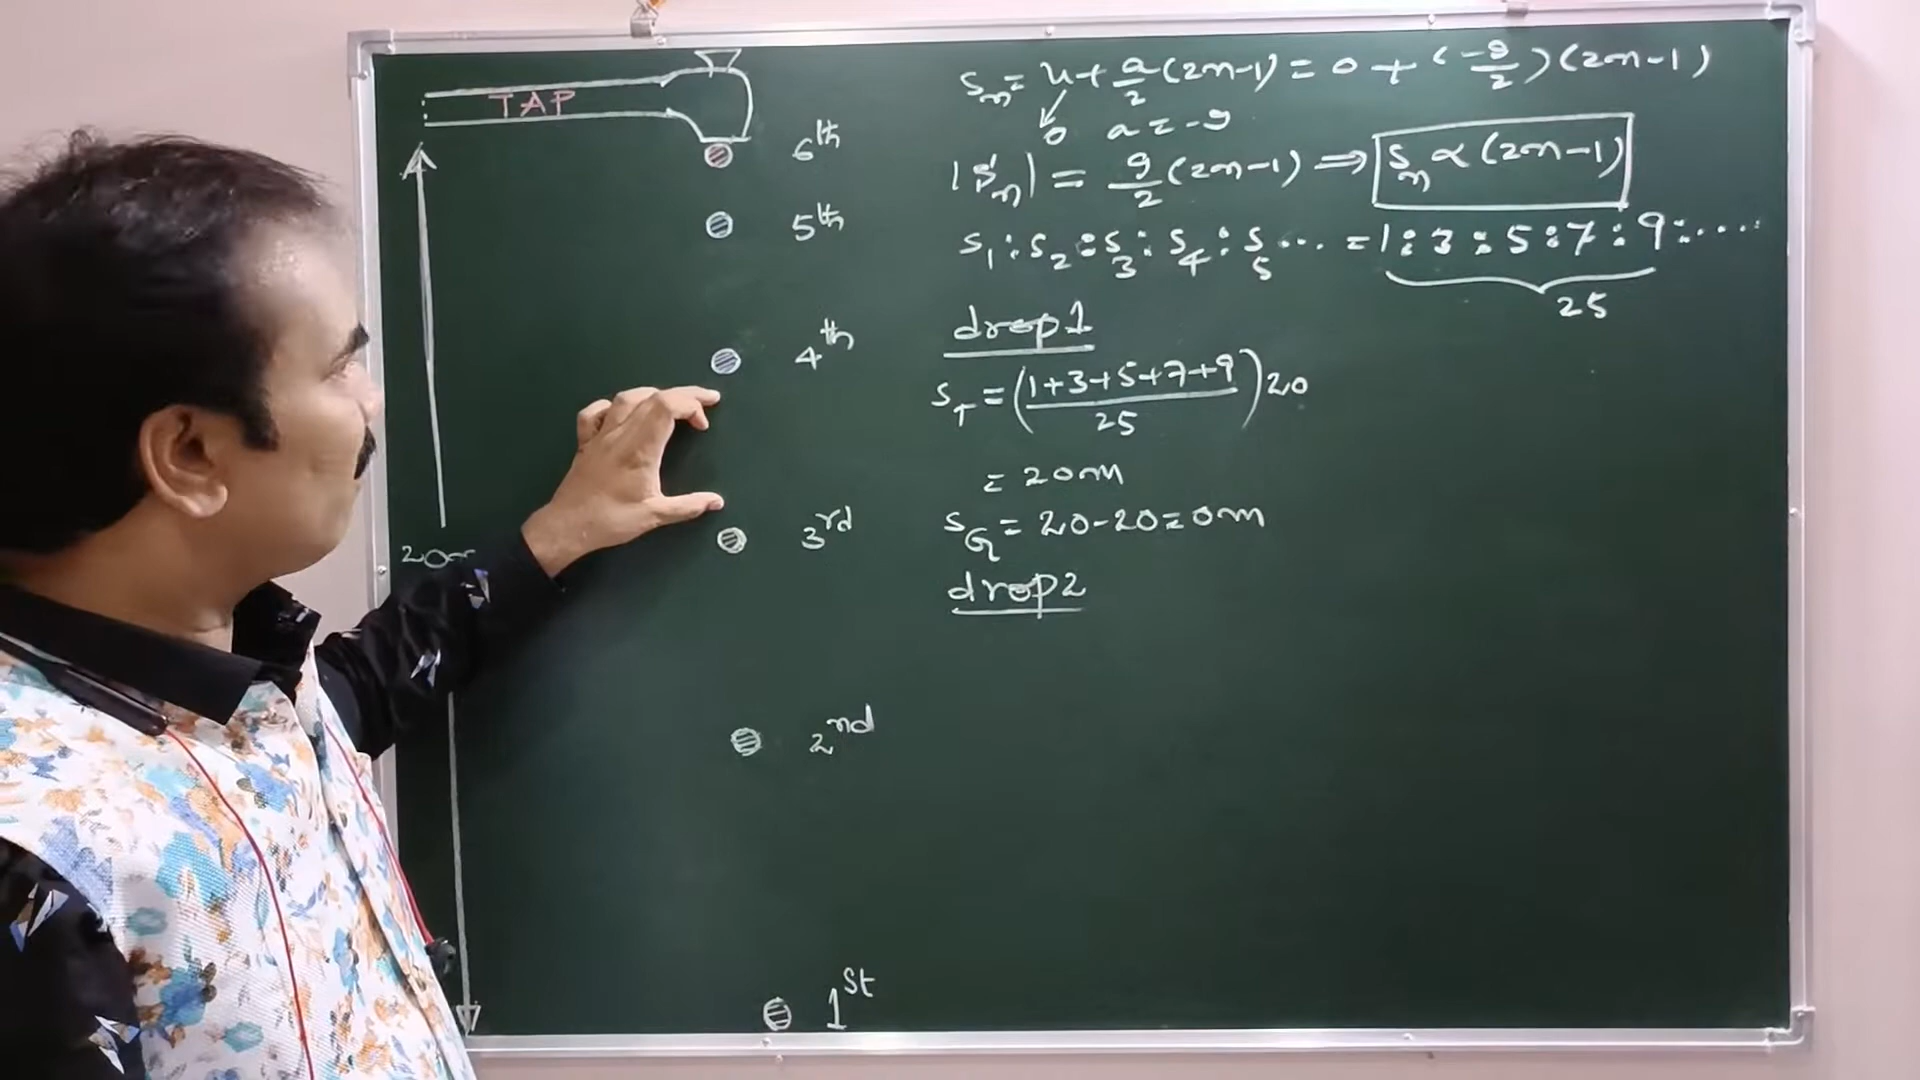 TAP
6th
5th
4th
3rd
2nd
1st
20m
Sn = u + a/2 (2n-1) = 0 + (-g/2)(2n-1)
0 a = -g
|Sn| = g/2 (2n-1) ⇒ Sn ∝ (2n-1)
S1 : S2 : S3 : S4 : S5 ... = 1 : 3 : 5 : 7 : 9 : ....
25
drop1
ST = (1+3+5+7+9 / 25) 20
= 20m
SG = 20-20 = 0m
drop2